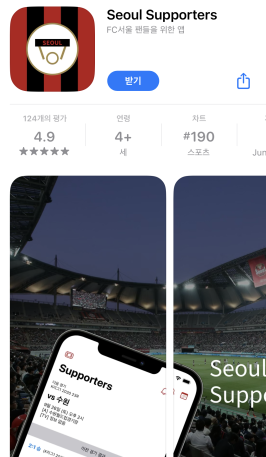 SEOUL
Seoul Supporters
FC서울 팬들을 위한 앱
받기
124개의 평가
연령
차트
4.9
4+
#190
★★★★★
세
스포츠
Jun
Supporters
vs 수원
Seoul
Suppo